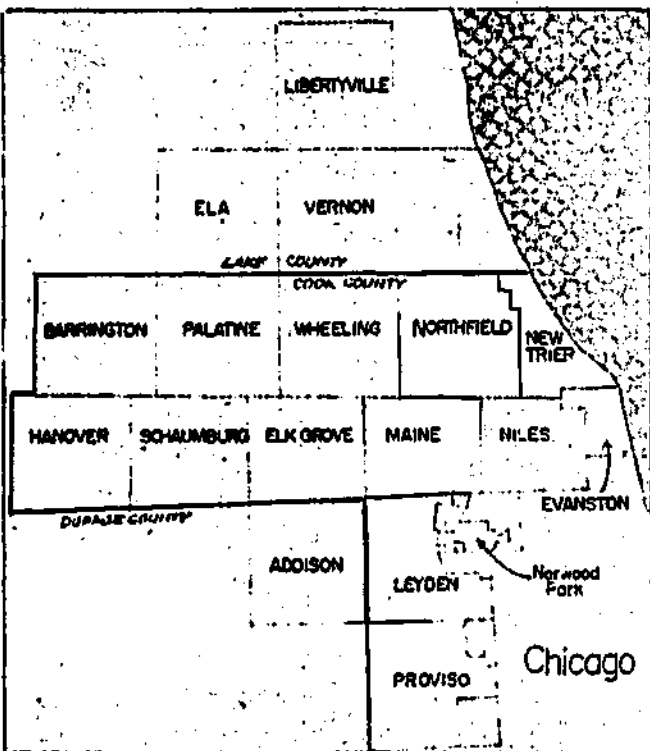 LIBERTYVILLE
ELA VERNON
LAKE COUNTY
COOK COUNTY
BARRINGTON PALATINE WHEELING NORTHFIELD NEW
TRIER
HANOVER SCHAUMBURG ELK GROVE MAINE NILES
EVANSTON
DUPAGE COUNTY
ADDISON
LEYDEN
Norwood
Park
PROVISO
Chicago